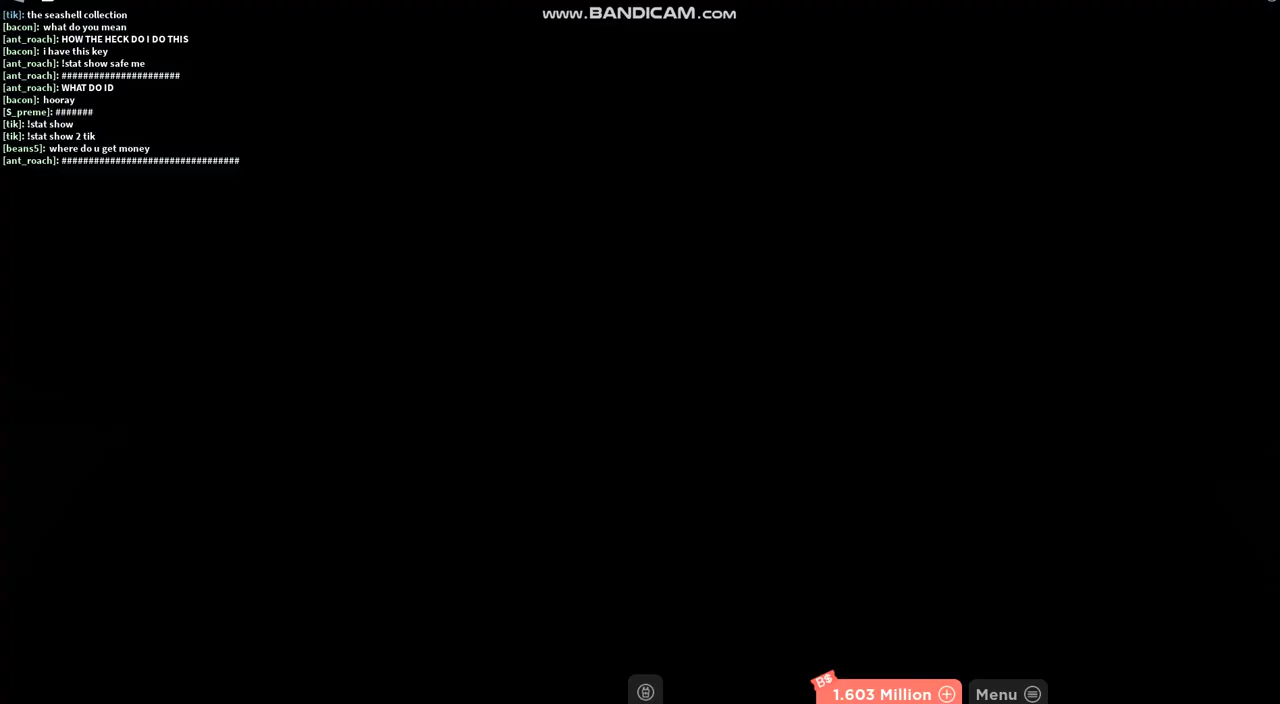 www.BANDICAM.com
[tik]: the seashell collection
[bacon]: what do you mean
[ant_roach]: HOW THE HECK DO I DO THIS
[bacon]: i have this key
[ant_roach]: !stat show safe me
[ant_roach]: ######################
[ant_roach]: WHAT DO ID
[bacon]: hooray
[S_preme]: #######
[tik]: !stat show
[tik]: !stat show 2 tik
[beans5]: where do u get money
[ant_roach]: #################################
B$
1.603 Million
Menu